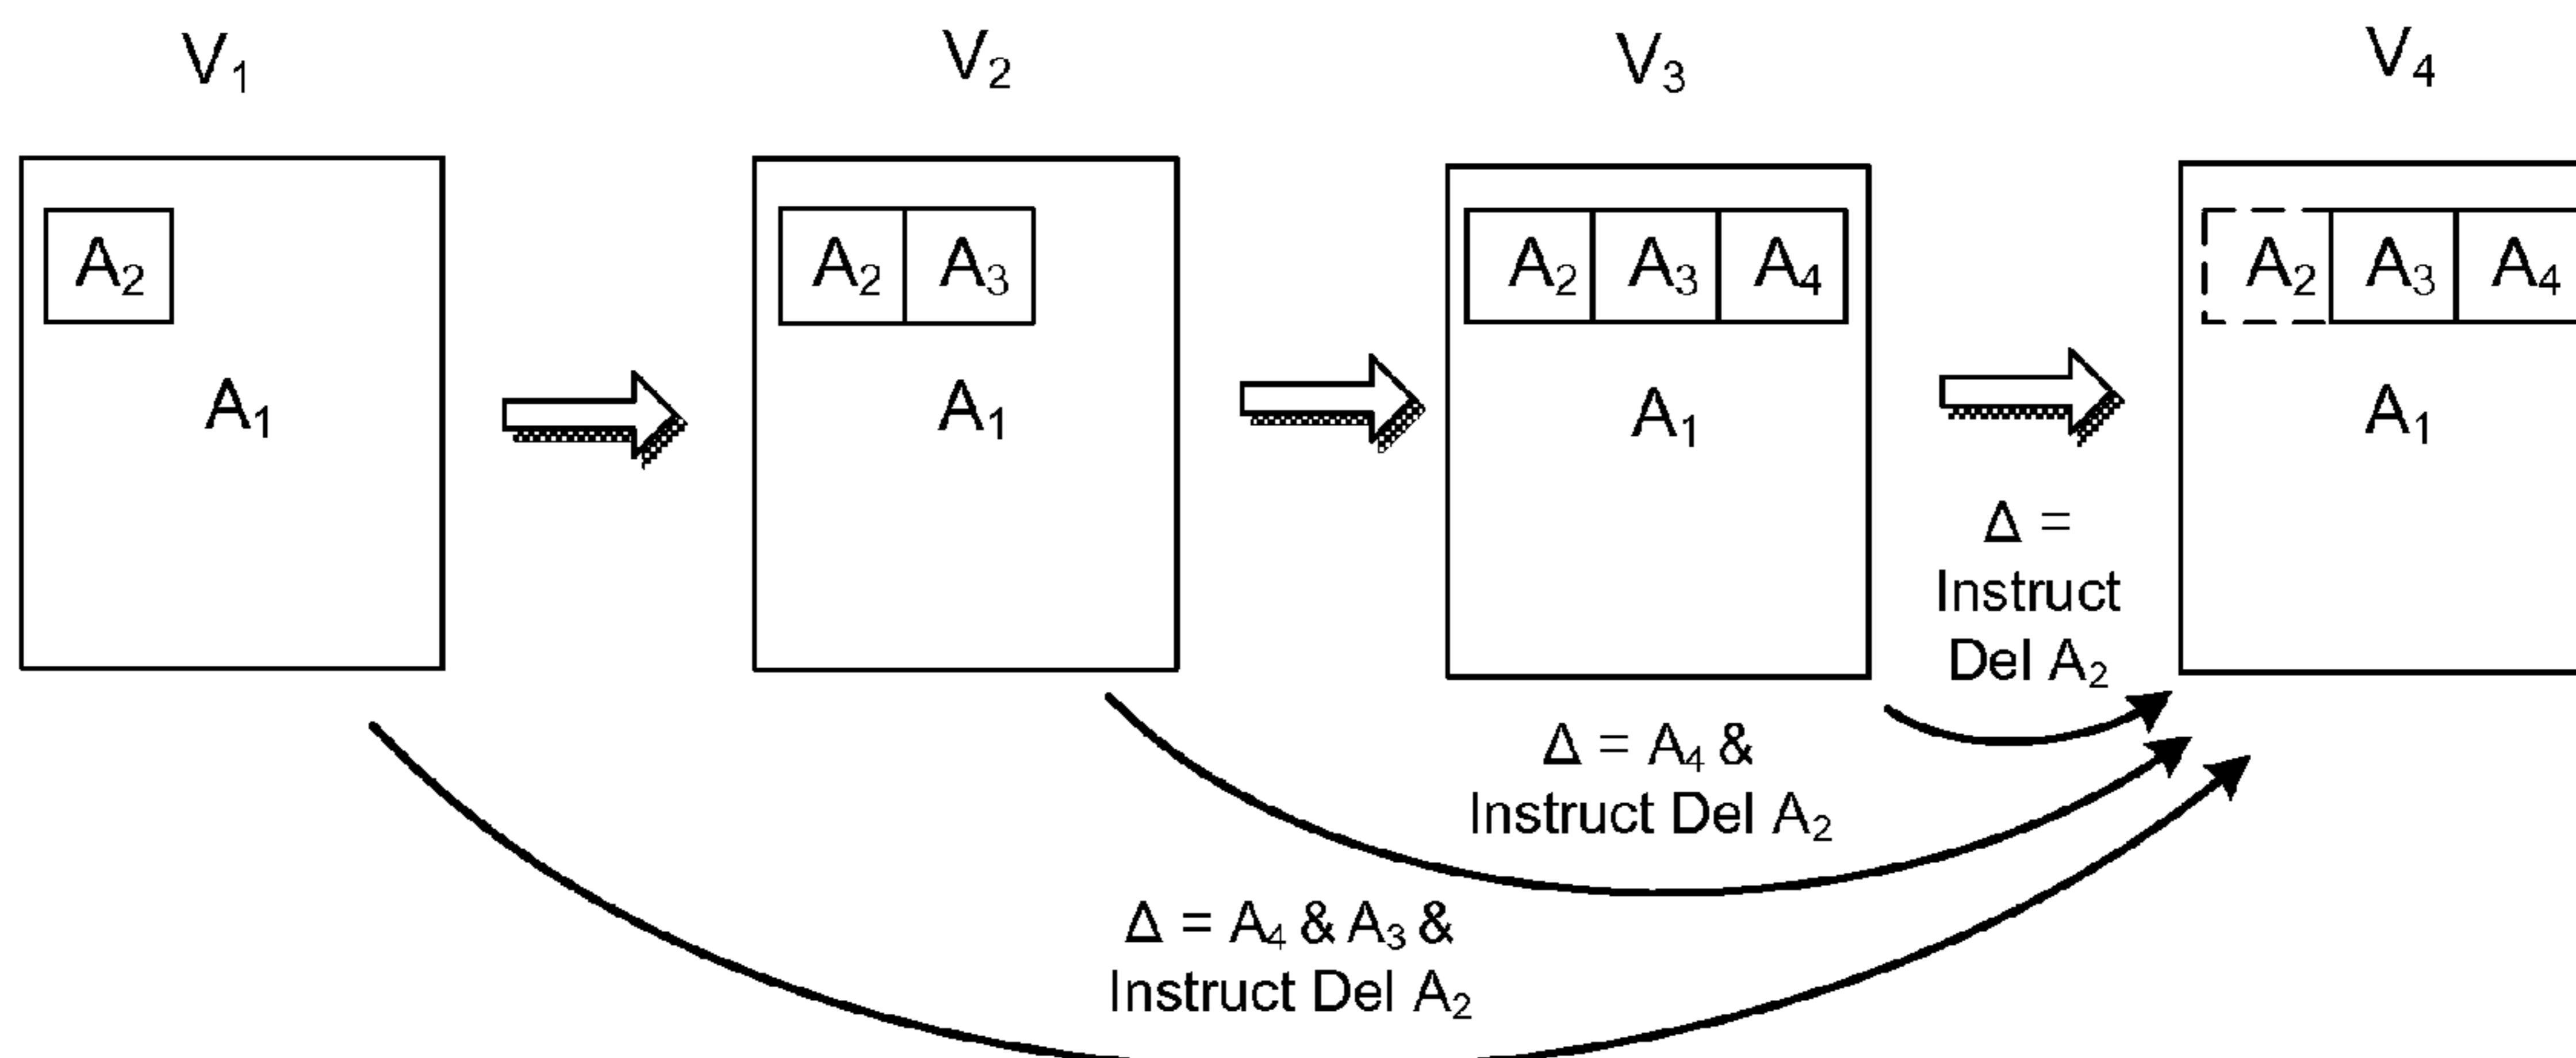 V₁ V₂ V₃ V₄
A₂ A₂ A₃ A₂ A₃ A₄ A₂ A₃ A₄
A₁ A₁ A₁ A₁
Δ =
Instruct
Del A₂
Δ = A₄ &
Instruct Del A₂
Δ = A₄ & A₃ &
Instruct Del A₂